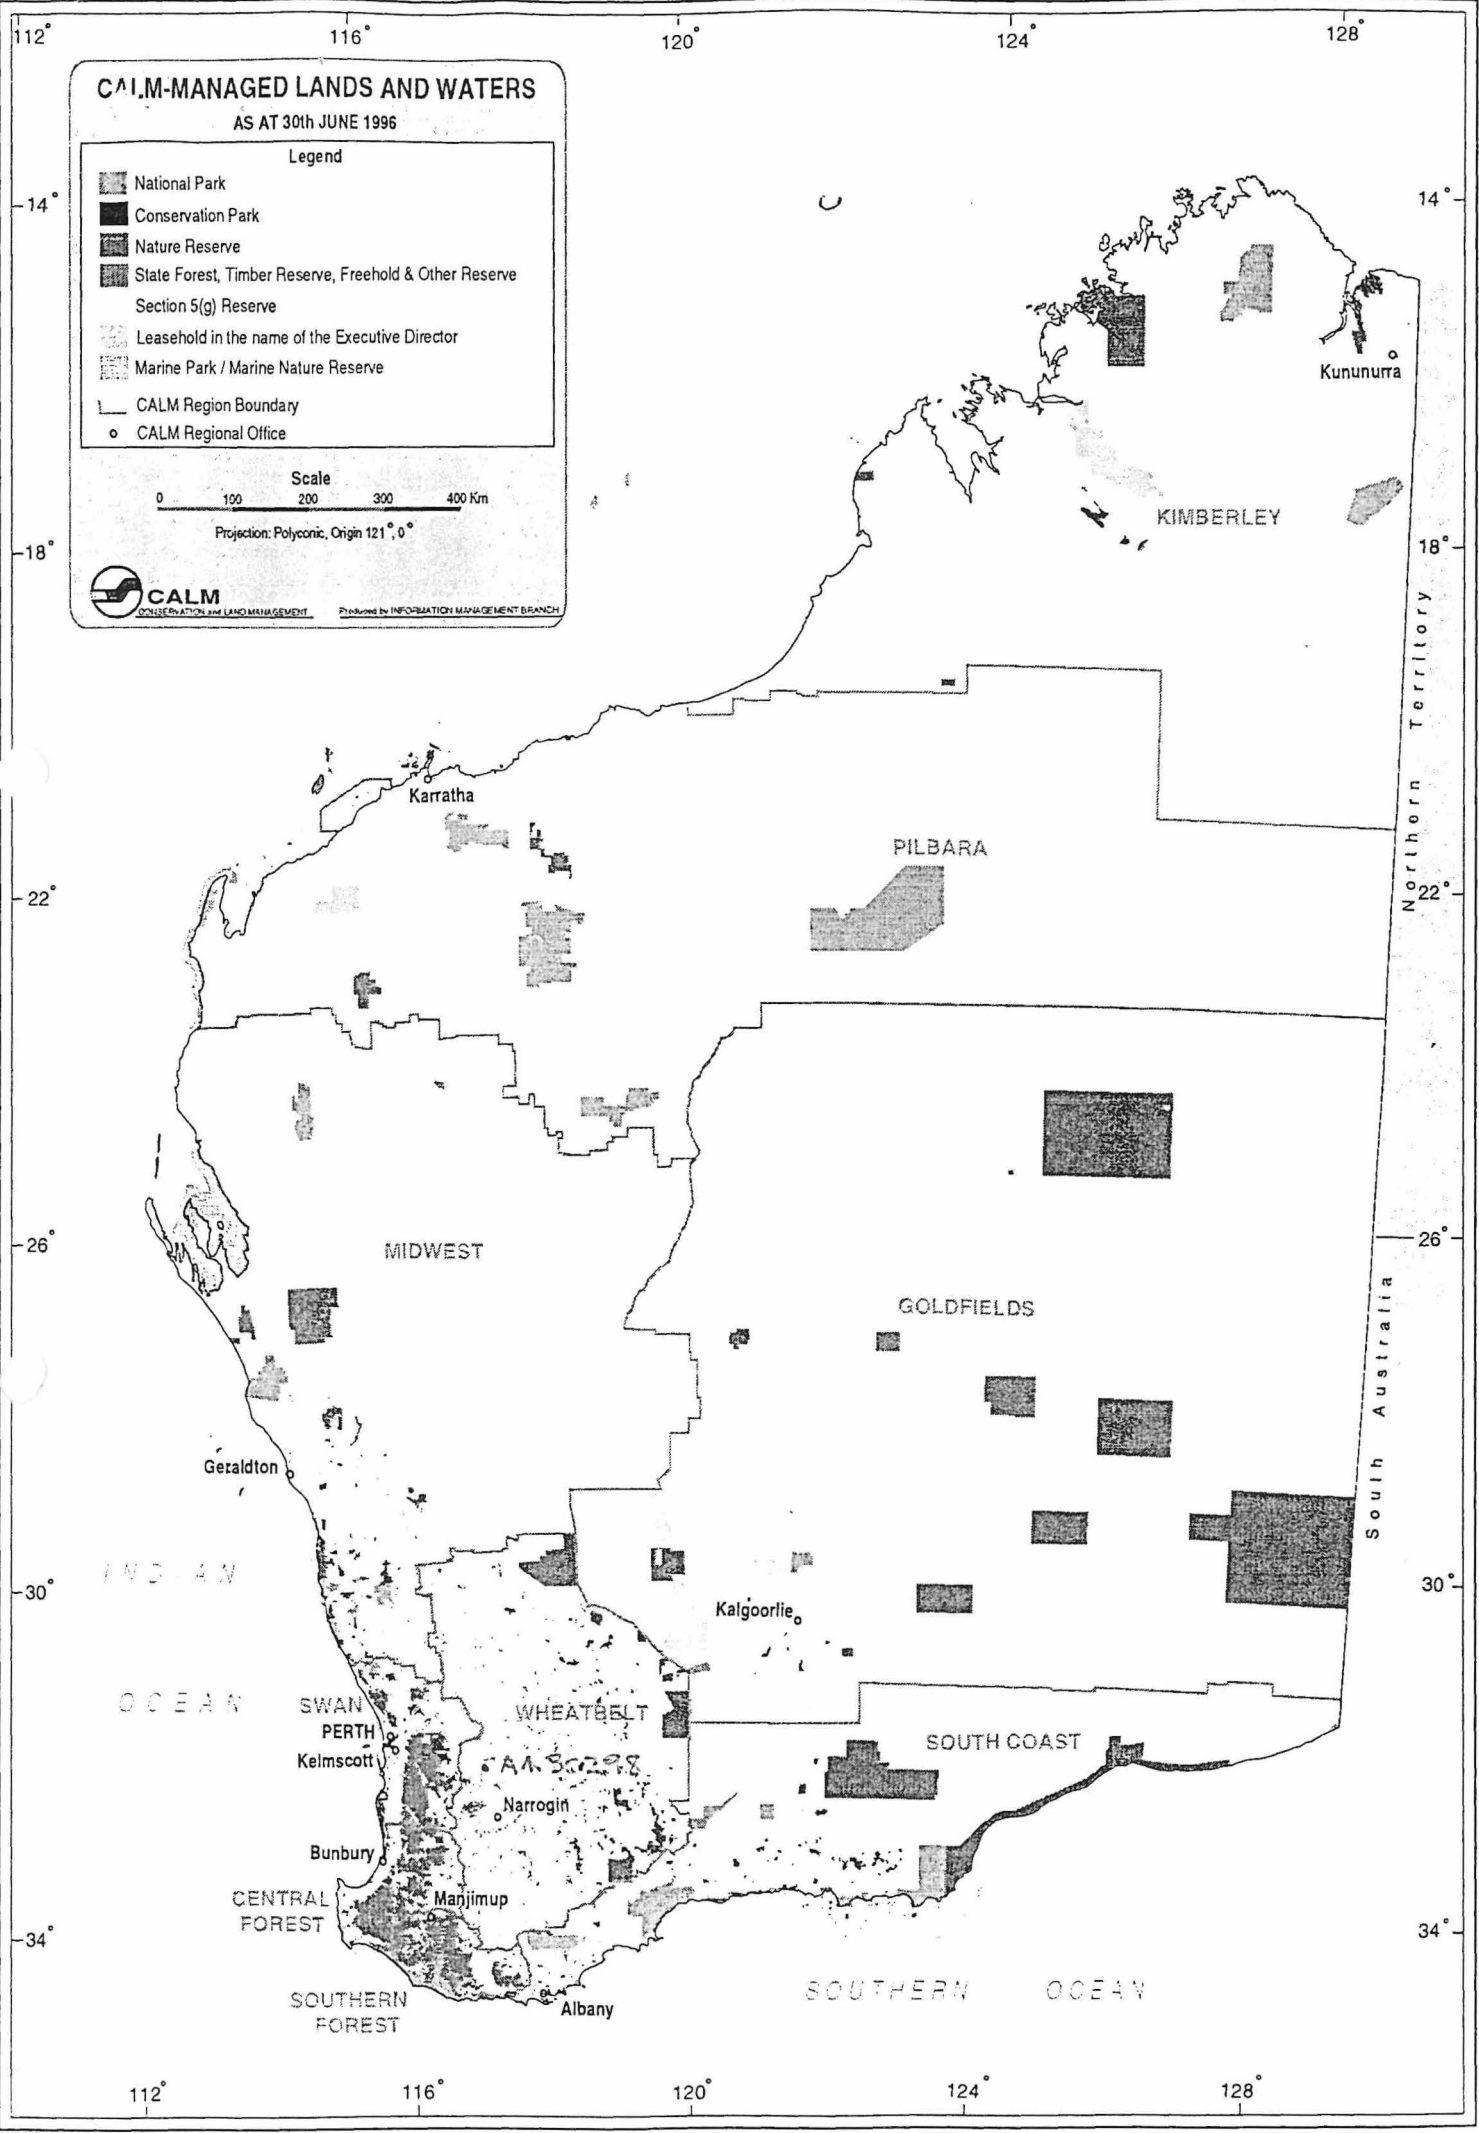 112° 116° 120° 124° 128°
CALM-MANAGED LANDS AND WATERS
AS AT 30th JUNE 1996
Legend
National Park
Conservation Park
Nature Reserve
State Forest, Timber Reserve, Freehold & Other Reserve
Section 5(g) Reserve
Leasehold in the name of the Executive Director
Marine Park / Marine Nature Reserve
CALM Region Boundary
CALM Regional Office
Scale
0 100 200 300 400 Km
Projection: Polyconic, Origin 121°, 0°
CALM
CONSERVATION and LAND MANAGEMENT Produced by INFORMATION MANAGEMENT BRANCH
14° 14°
Kununurra
KIMBERLEY
18° 18°
Northern Territory
Karratha
PILBARA
22° 22°
26° 26°
MIDWEST
GOLDFIELDS
South Australia
Geraldton
INDIAN
30° 30°
Kalgoorlie
OCEAN
SWAN
WHEATBELT
PERTH
SOUTH COAST
Kelmscott
Narrogin
Bunbury
CENTRAL
FOREST
Manjimup
34° 34°
SOUTHERN OCEAN
SOUTHERN
FOREST
Albany
112° 116° 120° 124° 128°